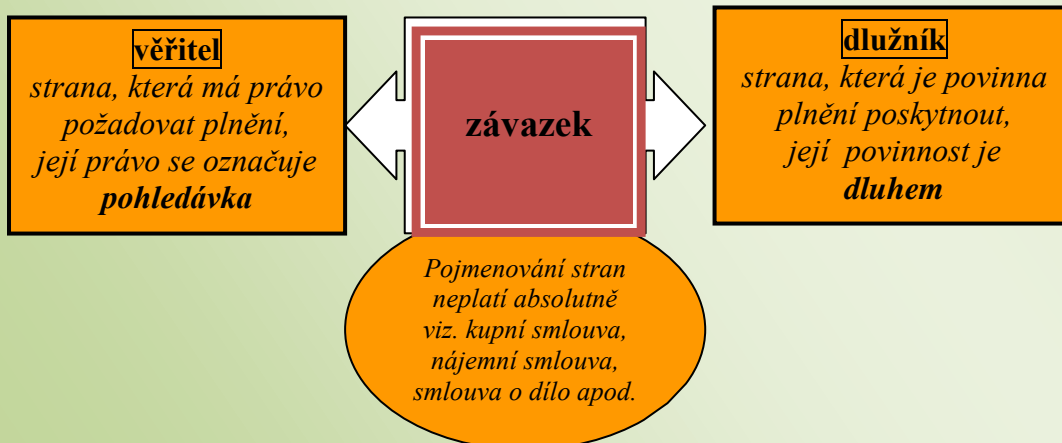 věřitel
strana, která má právo
požadovat plnění,
její právo se označuje
pohledávka
závazek
dlužník
strana, která je povinna
plnění poskytnout,
její povinnost je
dluhem
Pojmenování stran
neplatí absolutně
viz. kupní smlouva,
nájemní smlouva,
smlouva o dílo apod.